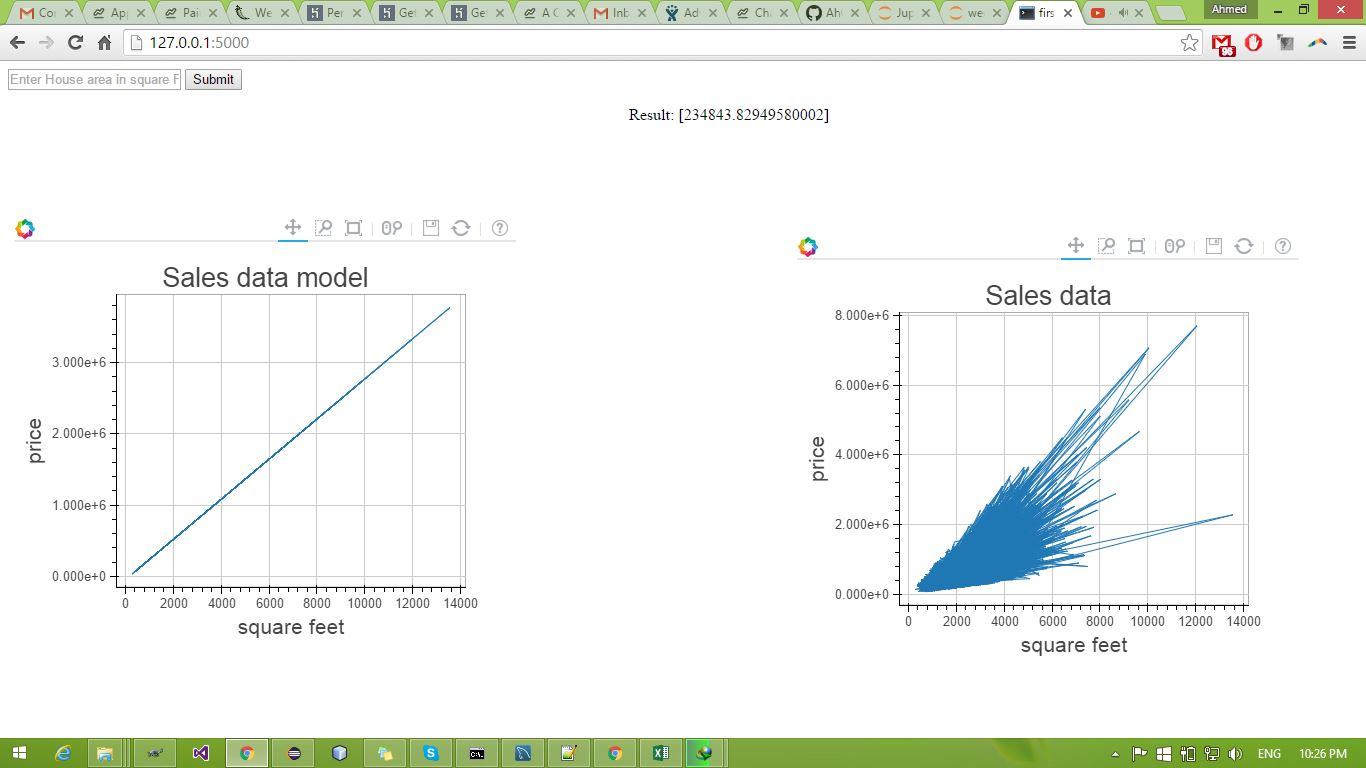 Cor
App
Pai
We
Per
Get
Get
A C
Inb
Ad
Cha
Jup
we
firs
Ahmed
127.0.0.1:5000
96
Enter House area in square F
Submit
Result: [234843.82949580002]
Sales data model
3.000e+6
2.000e+6
1.000e+6
0.000e+0
price
0 2000 4000 6000 8000 10000 12000 14000
square feet
Sales data
8.000e+6
6.000e+6
4.000e+6
2.000e+6
0.000e+0
price
0 2000 4000 6000 8000 10000 12000 14000
square feet
ENG
10:26 PM